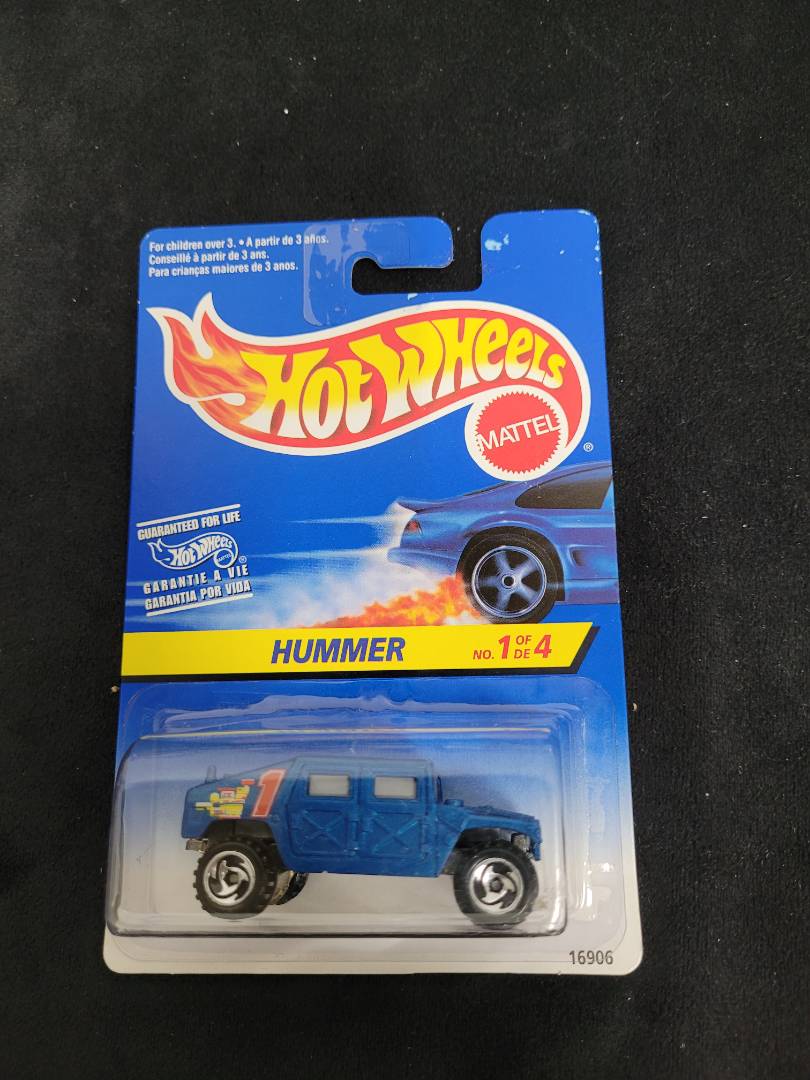 For children over 3. • A partir de 3 años.
Conseillé à partir de 3 ans.
Para crianças maiores de 3 anos.
HOT WHEELS
MATTEL
®
GUARANTEED FOR LIFE
HOT WHEELS
MATTEL
®
GARANTIE A VIE
GARANTIA POR VIDA
HUMMER
NO. 1 OF DE 4
1
16906